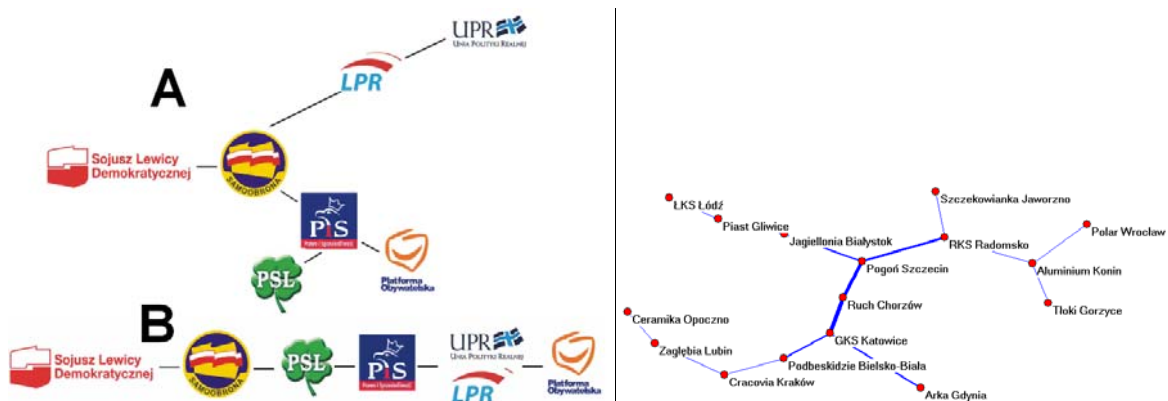 A
UPR
UNIA POLITYKI REALNEJ
LPR
Sojusz Lewicy
Demokratycznej
SAMOOBRONA
PiS
Prawo i Sprawiedliwość
PSL
Platforma
Obywatelska
B
Sojusz Lewicy
Demokratycznej
SAMOOBRONA
PSL
PiS
Prawo i Sprawiedliwość
UPR
UNIA POLITYKI REALNEJ
LPR
Platforma
Obywatelska
ŁKS Łódź
Piast Gliwice
Jagiellonia Białystok
Szczekowianka Jaworzno
RKS Radomsko
Polar Wrocław
Pogoń Szczecin
Aluminium Konin
Ruch Chorzów
Tłoki Gorzyce
Ceramika Opoczno
GKS Katowice
Zagłębia Lubin
Podbeskidzie Bielsko-Biała
Cracovia Kraków
Arka Gdynia